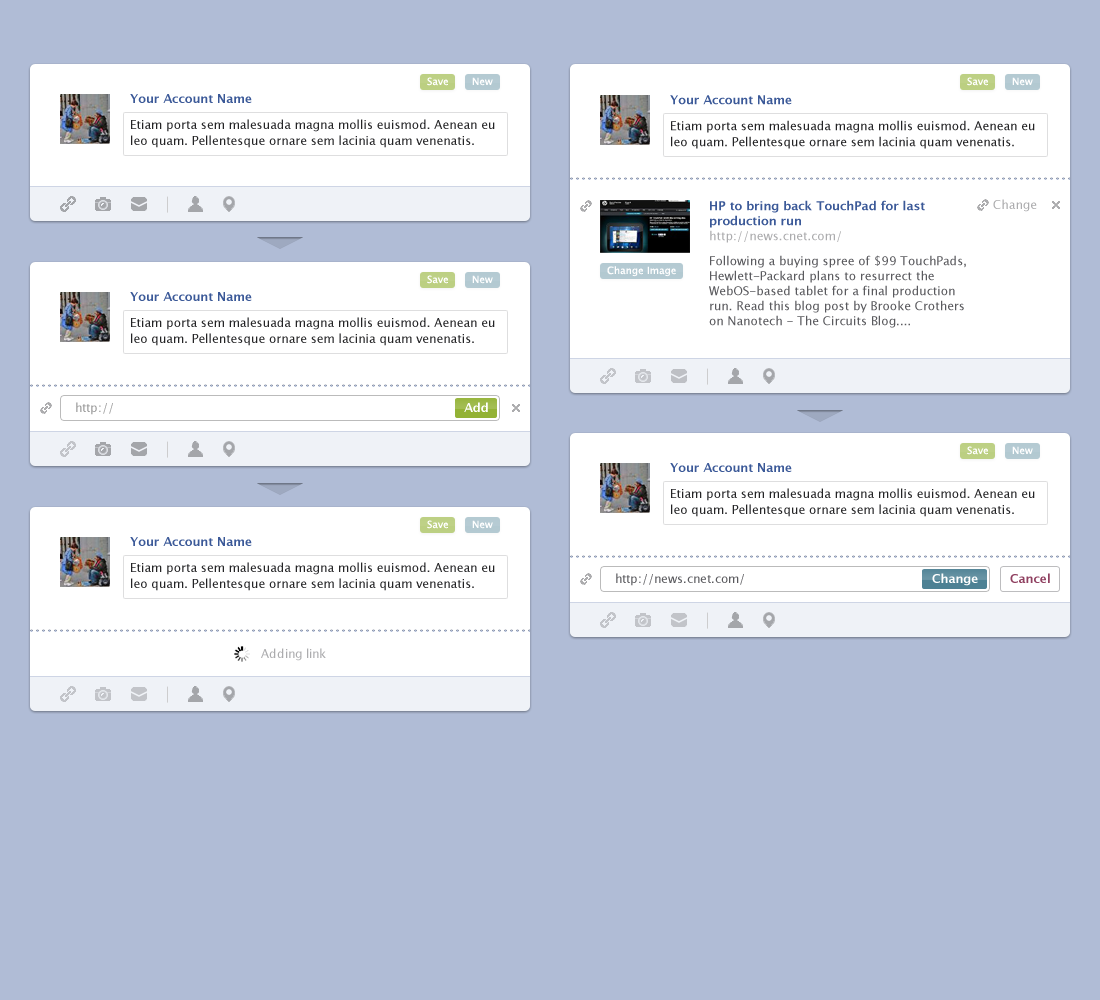 Save New
Your Account Name
Etiam porta sem malesuada magna mollis euismod. Aenean eu
leo quam. Pellentesque ornare sem lacinia quam venenatis.
Save New
Your Account Name
Etiam porta sem malesuada magna mollis euismod. Aenean eu
leo quam. Pellentesque ornare sem lacinia quam venenatis.
http:// Add
Save New
Your Account Name
Etiam porta sem malesuada magna mollis euismod. Aenean eu
leo quam. Pellentesque ornare sem lacinia quam venenatis.
Adding link
Save New
Your Account Name
Etiam porta sem malesuada magna mollis euismod. Aenean eu
leo quam. Pellentesque ornare sem lacinia quam venenatis.
HP to bring back TouchPad for last
production run
http://news.cnet.com/
Change
Change Image
Following a buying spree of $99 TouchPads,
Hewlett-Packard plans to resurrect the
WebOS-based tablet for a final production
run. Read this blog post by Brooke Crothers
on Nanotech - The Circuits Blog....
Save New
Your Account Name
Etiam porta sem malesuada magna mollis euismod. Aenean eu
leo quam. Pellentesque ornare sem lacinia quam venenatis.
http://news.cnet.com/ Change Cancel